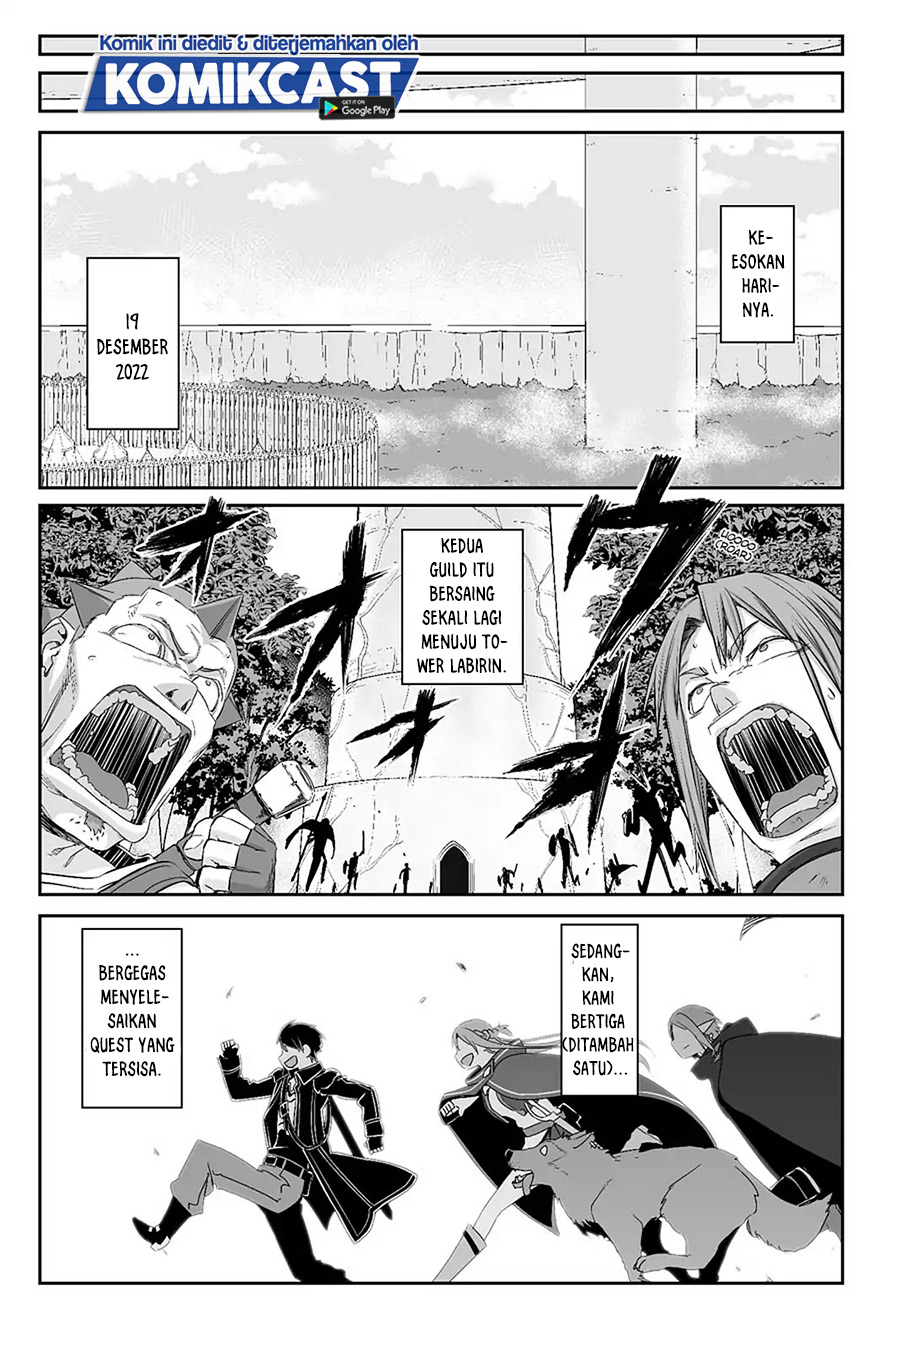 Komik ini diedit & diterjemahkan oleh
KOMIKCAST
GET IT ON
Google Play
KE-
ESOKAN
HARI-
NYA.
19
DESEMBER
2022
UOOOO
(ROAR)
KEDUA
GUILD ITU
BERSAING
SEKALI LAGI
MENUJU TO-
WER LABIRIN.
SEDANG-
KAN,
KAMI
BERTIGA
(DITAMBAH
SATU)...
...
BERGEGAS
MENYELE-
SAIKAN
QUEST YANG
TERSISA.